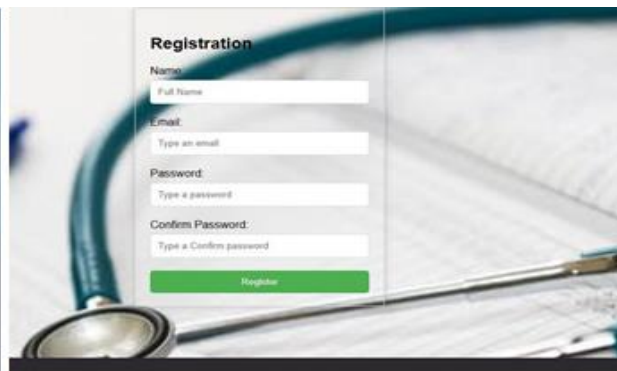 Registration
Name:
Full Name
Email:
Type an email
Password:
Type a password
Confirm Password:
Type a Confirm password
Register